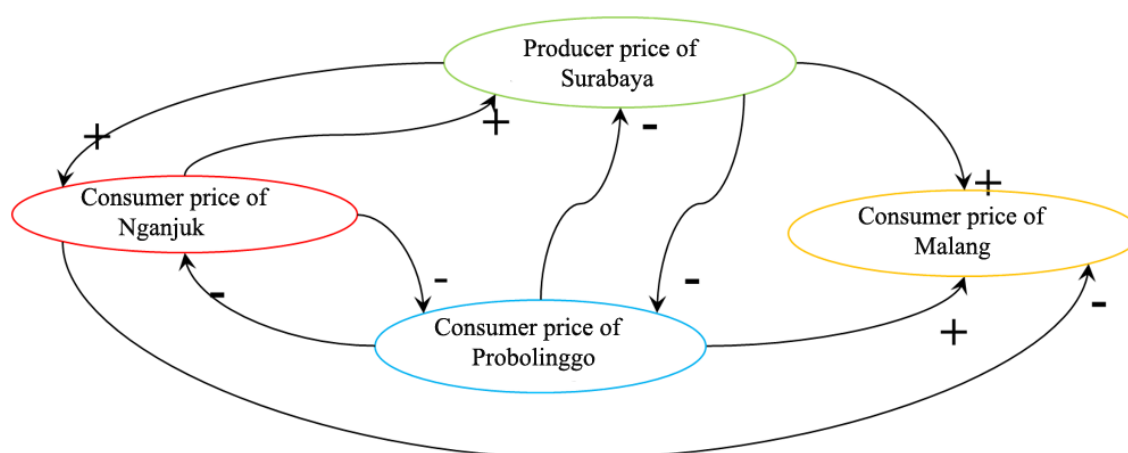 Producer price of
Surabaya
+
+
-
Consumer price of
Nganjuk
+
Consumer price of
Malang
-
-
-
-
Consumer price of
Probolinggo
+